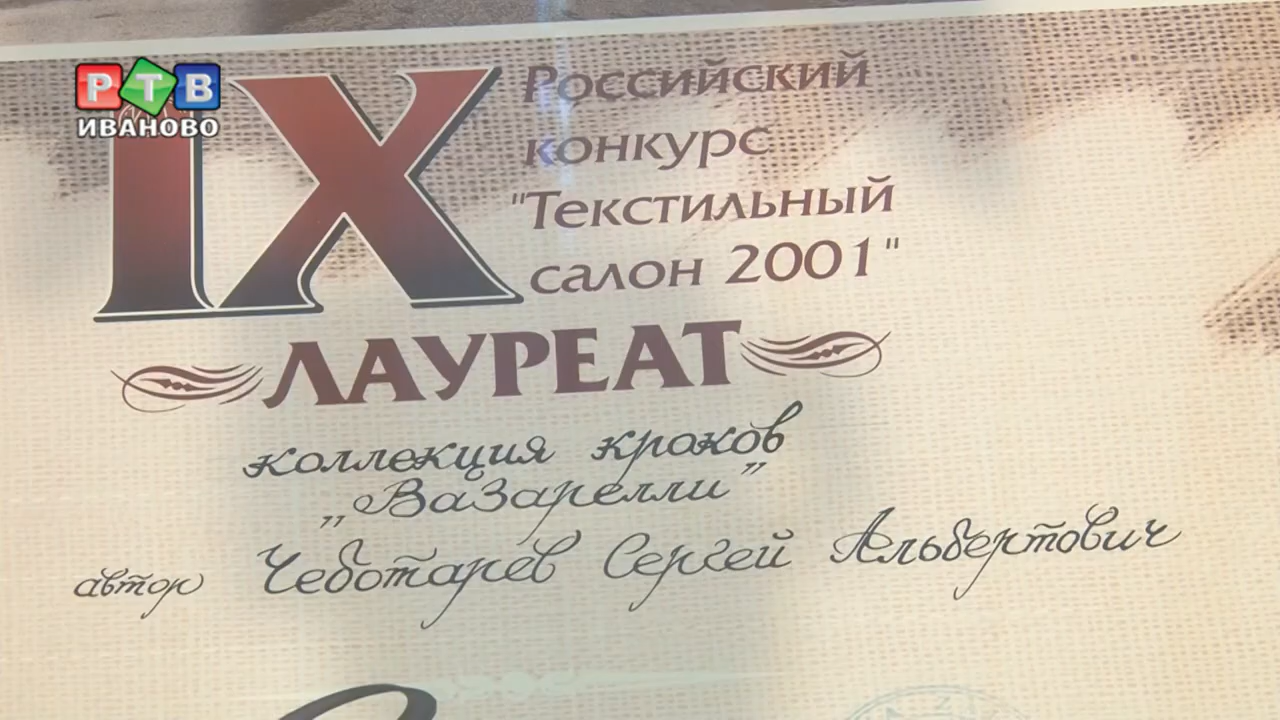 РТВ
ИВАНОВО
IX
Российский
конкурс
"Текстильный
салон 2001"
ЛАУРЕАТ
коллекция кроков
„Вазарелли”
автор Чеботарев Сергей Альбертович